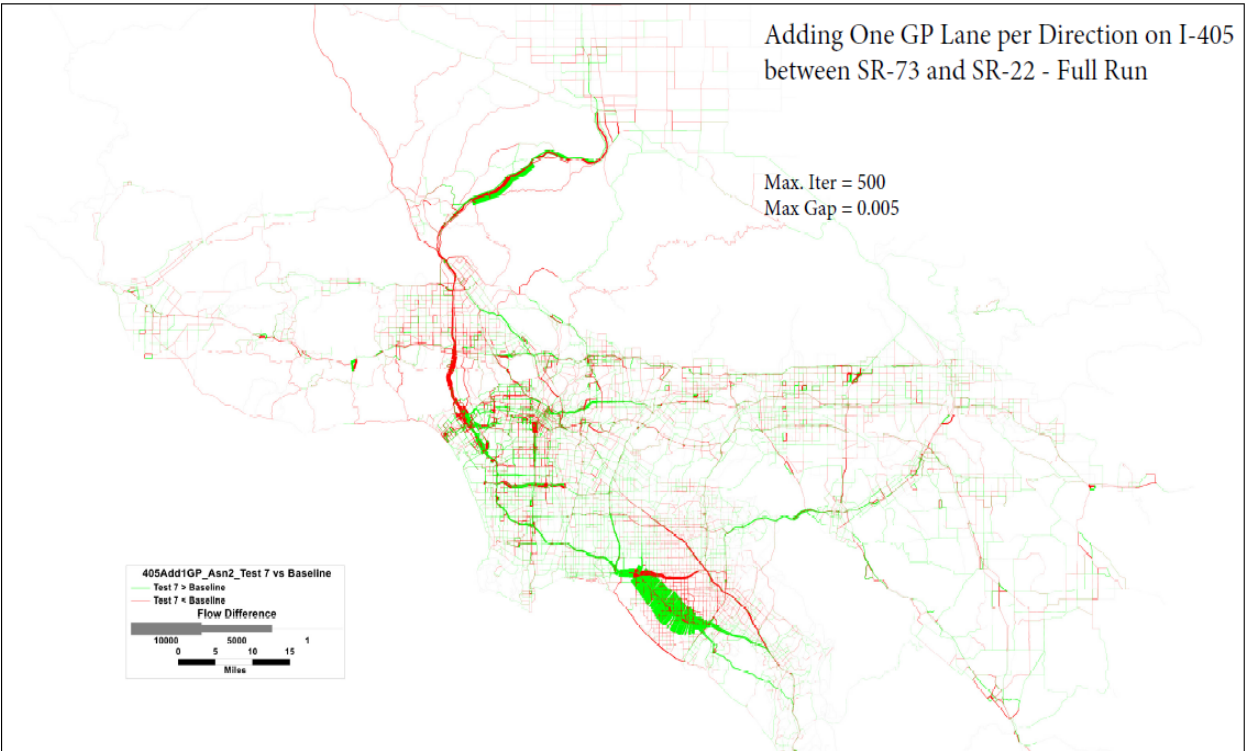 Adding One GP Lane per Direction on I-405
between SR-73 and SR-22 - Full Run
Max. Iter = 500
Max Gap = 0.005
405Add1GP_Asn2_Test 7 vs Baseline
Test 7 > Baseline
Test 7 < Baseline
Flow Difference
10000 5000 1
0 5 10 15
Miles